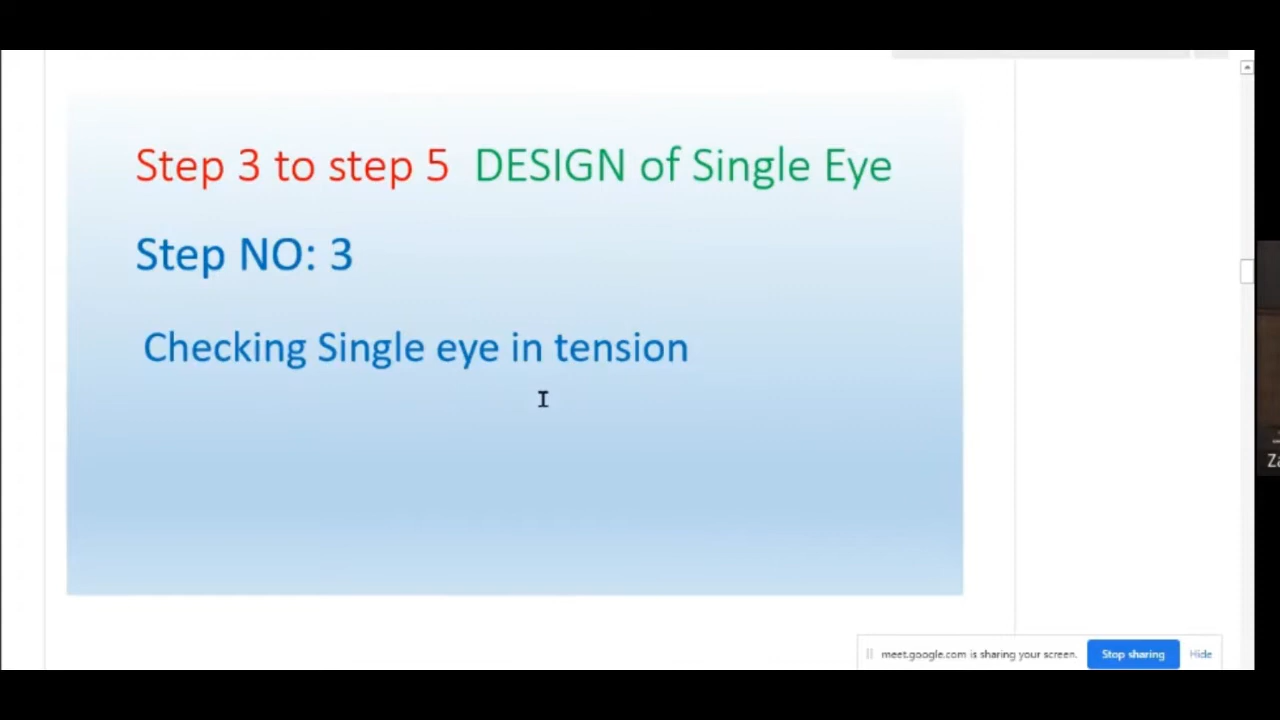 Step 3 to step 5 DESIGN of Single Eye
Step NO: 3
Checking Single eye in tension
meet.google.com is sharing your screen. Stop sharing Hide
Za